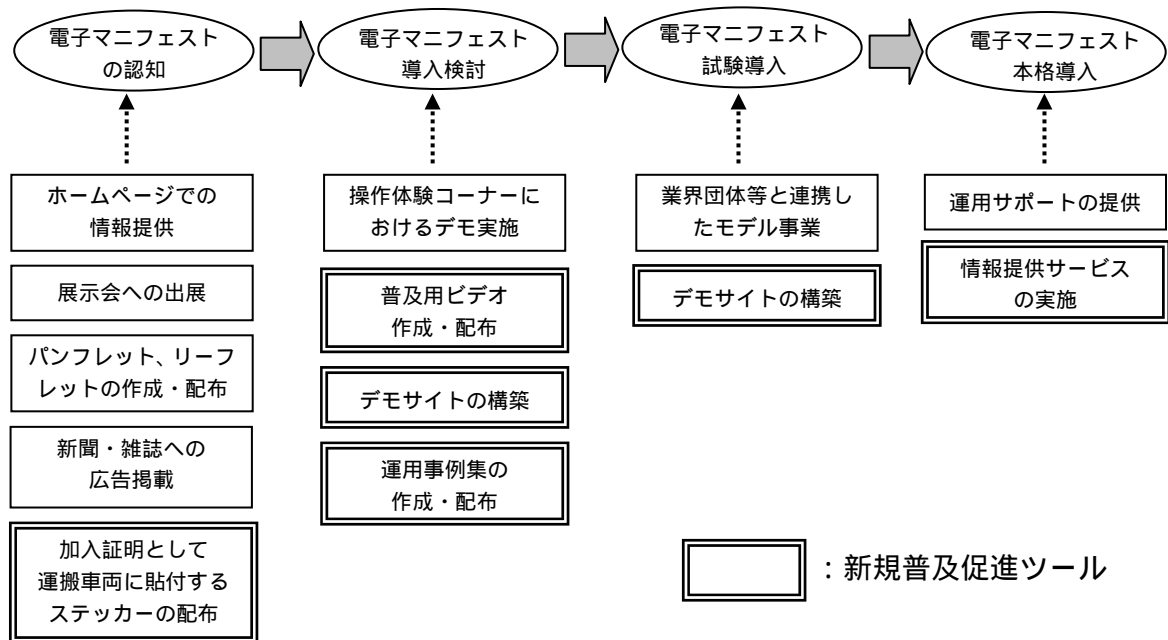 電子マニフェスト
の認知
電子マニフェスト
導入検討
電子マニフェスト
試験導入
電子マニフェスト
本格導入
ホームページでの
情報提供
展示会への出展
パンフレット、リーフ
レットの作成・配布
新聞・雑誌への
広告掲載
加入証明として
運搬車両に貼付する
ステッカーの配布
操作体験コーナーに
おけるデモ実施
普及用ビデオ
作成・配布
デモサイトの構築
運用事例集の
作成・配布
業界団体等と連携し
たモデル事業
デモサイトの構築
運用サポートの提供
情報提供サービス
の実施
：新規普及促進ツール